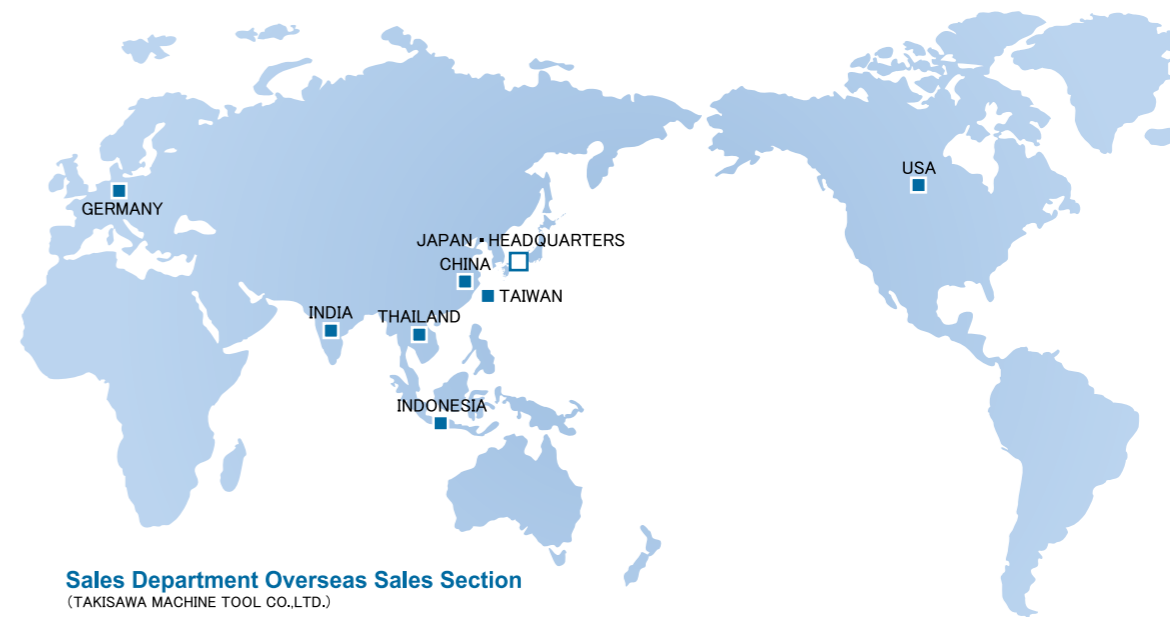 USA
GERMANY
JAPAN・HEADQUARTERS
CHINA
TAIWAN
INDIA
THAILAND
INDONESIA
Sales Department Overseas Sales Section
(TAKISAWA MACHINE TOOL CO.,LTD.)